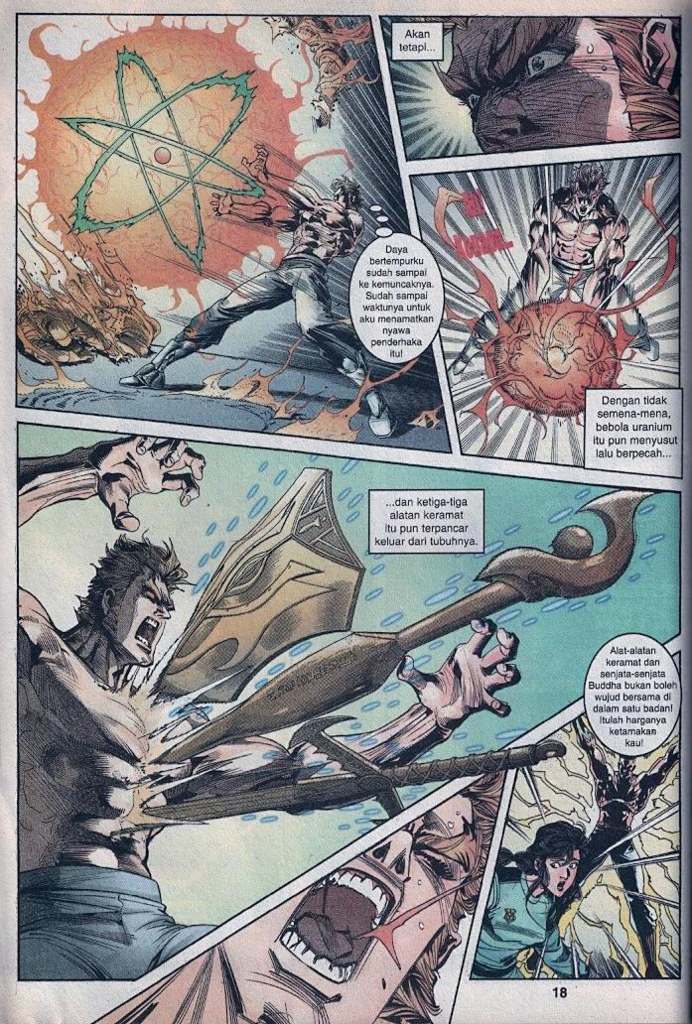 Daya
bertempurku
sudah sampai
ke kemuncaknya.
Sudah sampai
waktunya untuk
aku menamatkan
nyawa
penderhaka
itu!
Akan
tetapi...
Dengan tidak
semena-mena,
bebola uranium
itu pun menyusut
lalu berpecah...
...dan ketiga-tiga
alatan keramat
itu pun terpancar
keluar dari tubuhnya.
Alat-alatan
keramat dan
senjata-senjata
Buddha bukan boleh
wujud bersama di
dalam satu badan!
Itulah harganya
ketamakan
kau!
18